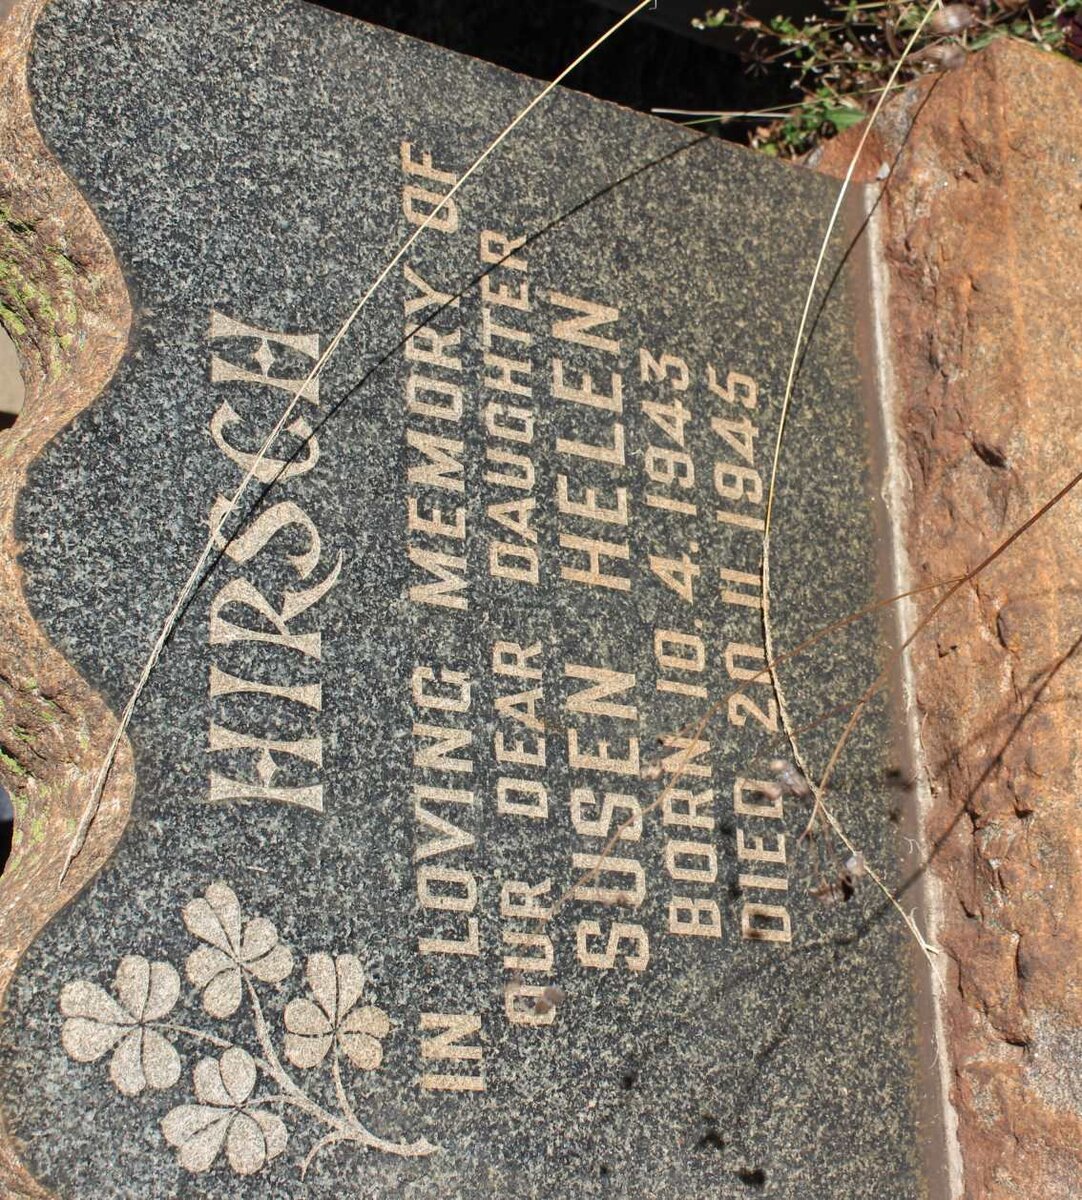 HIRSCH
IN LOVING MEMORY OF
OUR DEAR DAUGHTER
SUSEN HELEN
BORN 10. 4. 1943
DIED 20. 11. 1945